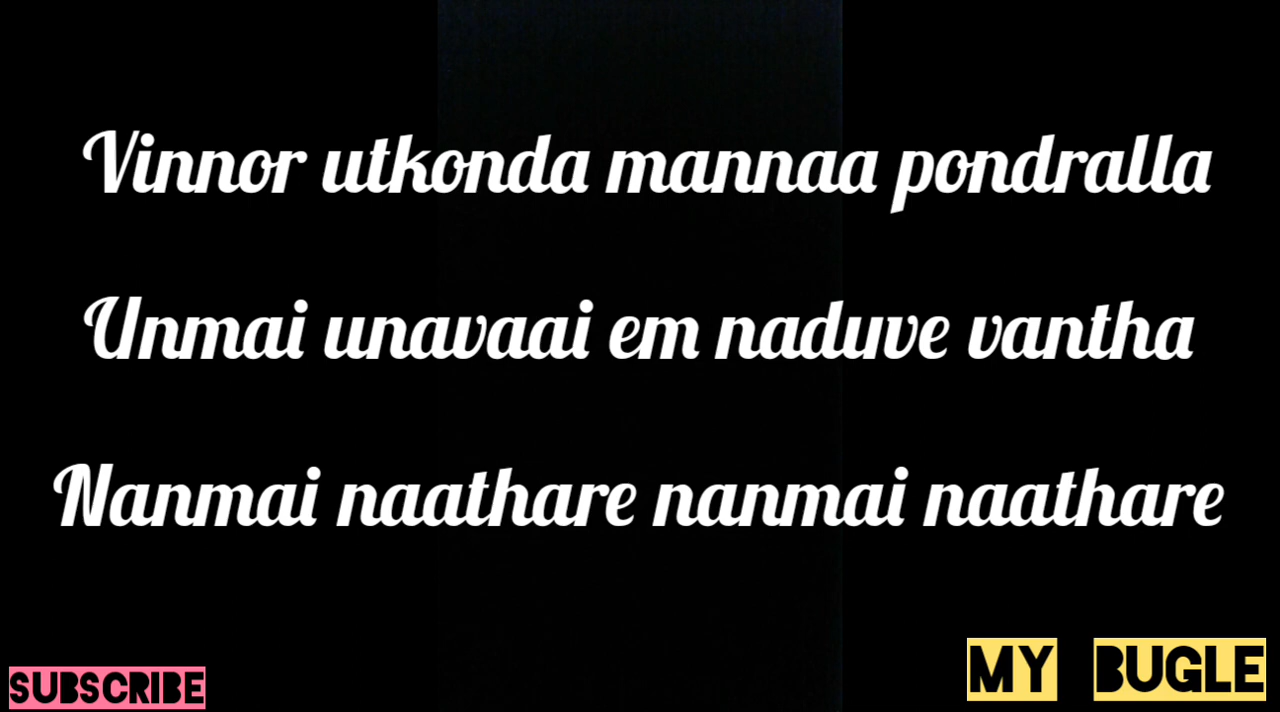 Vinnor utkonda mannaa pondralla
Unmai unavaai em naduve vantha
Nanmai naathare nanmai naathare
SUBSCRIBE
MY BUGLE